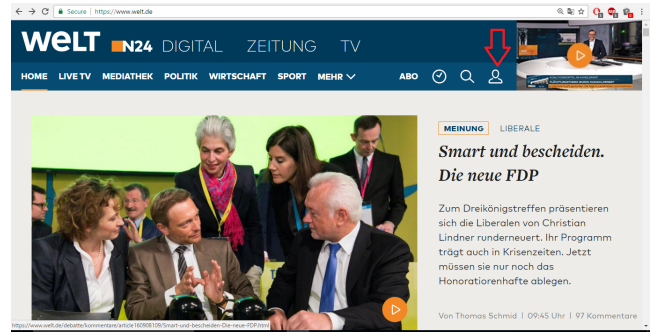 Secure | https://www.welt.de
WELT N24 DIGITAL ZEITUNG TV
HOME LIVE TV MEDIATHEK POLITIK WIRTSCHAFT SPORT MEHR ABO
MEINUNG LIBERALE
Smart und bescheiden.
Die neue FDP
Zum Dreikönigstreffen präsentieren
sich die Liberalen von Christian
Lindner runderneuert. Ihr Programm
trägt auch in Krisenzeiten. Jetzt
müssen sie nur noch das
Honoratiorenhafte ablegen.
Von Thomas Schmid | 09:45 Uhr | 97 Kommentare
https://www.welt.de/debatte/kommentare/article160908109/Smart-und-bescheiden-Die-neue-FDP.html